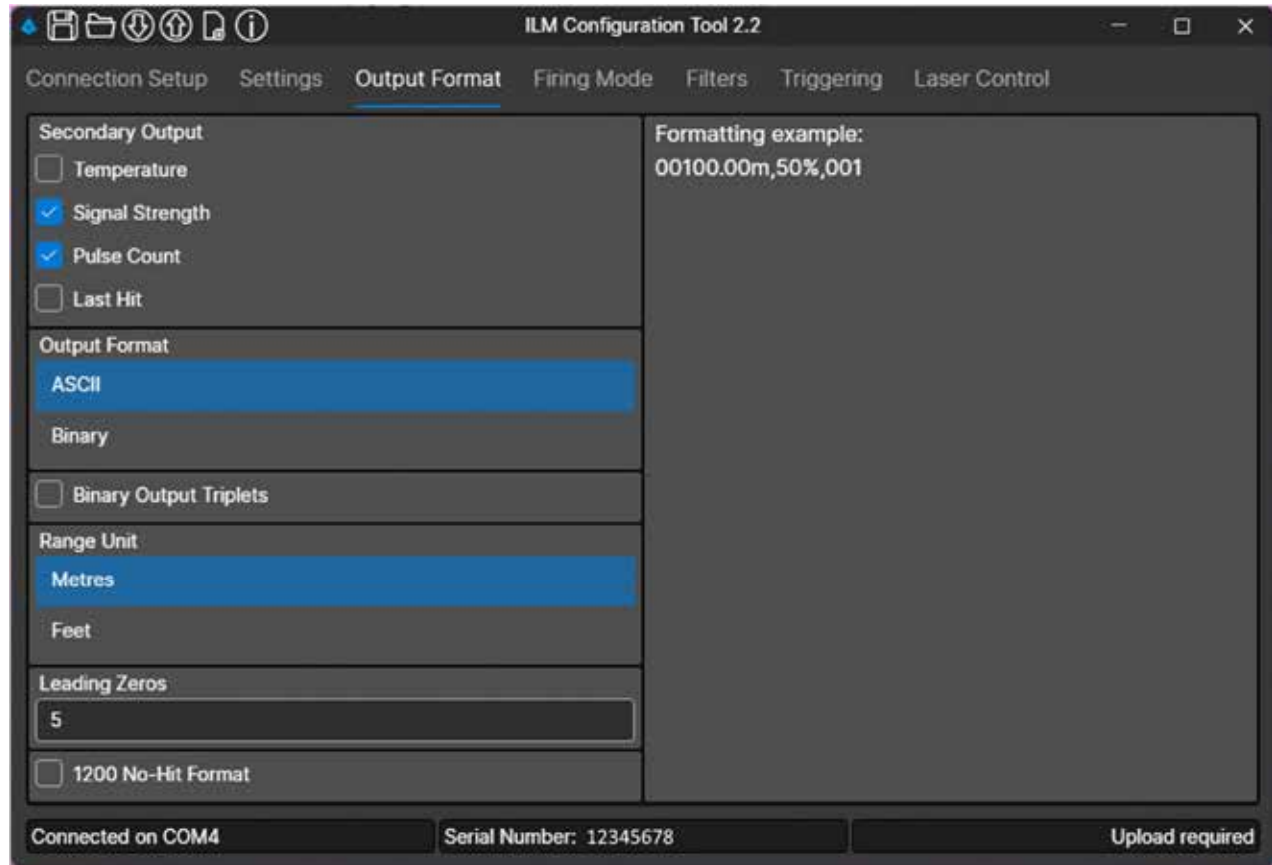 ILM Configuration Tool 2.2
Connection Setup Settings Output Format Firing Mode Filters Triggering Laser Control
Secondary Output
Temperature
Signal Strength
Pulse Count
Last Hit
Output Format
ASCII
Binary
Binary Output Triplets
Range Unit
Metres
Feet
Leading Zeros
5
1200 No-Hit Format
Formatting example:
00100.00m,50%,001
Connected on COM4 Serial Number: 12345678 Upload required